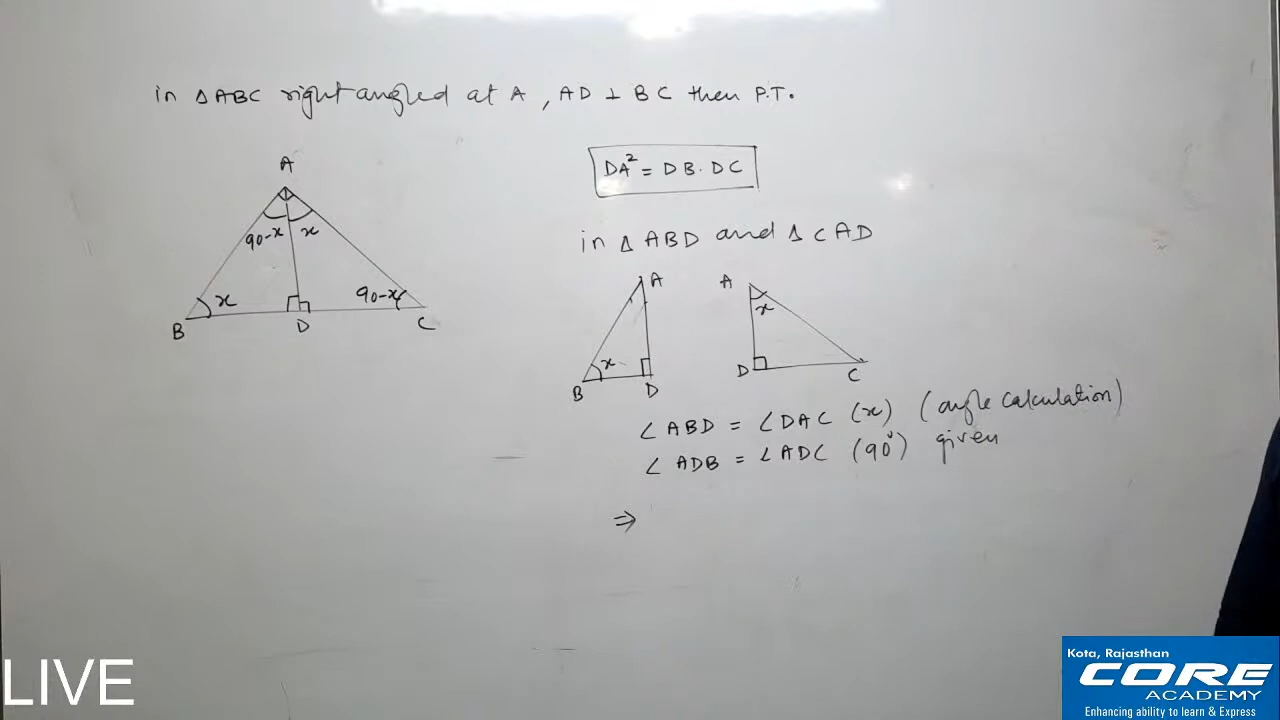 in △ABC right angled at A, AD ⊥ BC then P.T.
A
DA² = DB. DC
90-x x
in △ ABD and △ CAD
x 90-x
B D C
A A
x
x
D C
B D
∠ ABD = ∠ DAC (x) (angle calculation)
∠ ADB = ∠ ADC (90°) given
⇒
LIVE
Kota, Rajasthan
CORE
ACADEMY
Enhancing ability to learn & Express